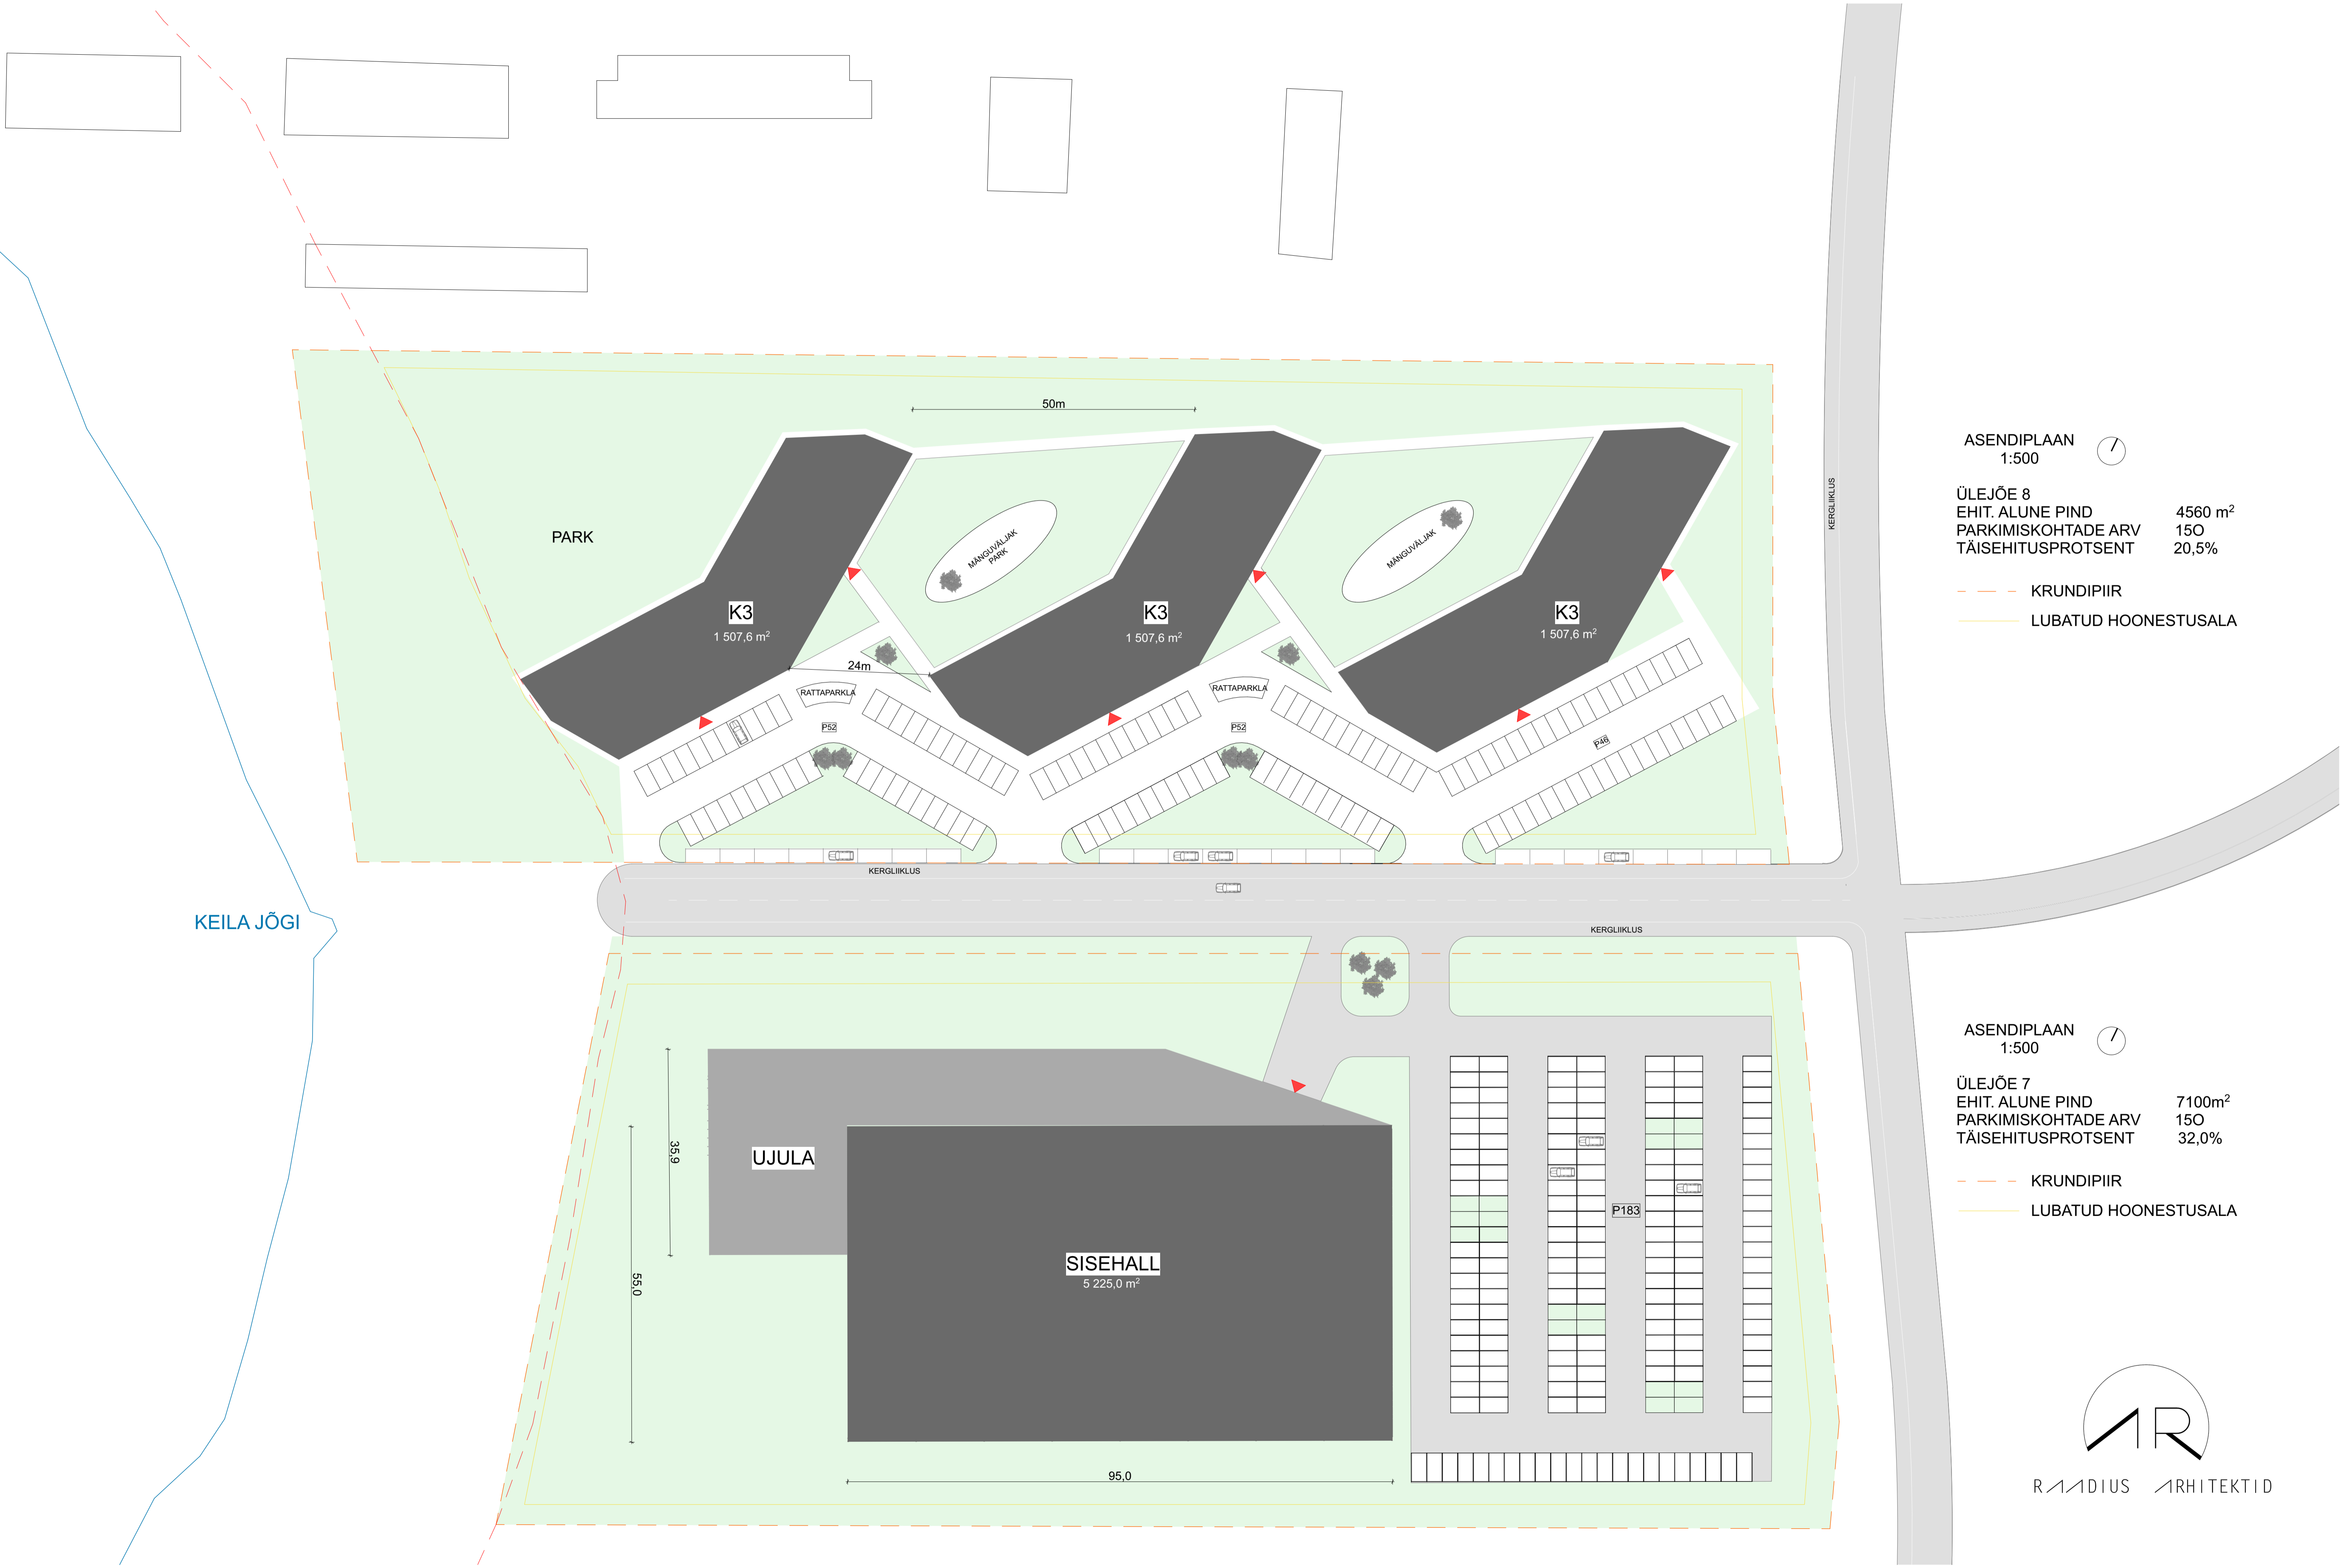 50m
KERGLIIKLUS
ASENDIPLAAN
1:500
ÜLEJÕE 8
EHIT. ALUNE PIND 4560 m²
PARKIMISKOHTADE ARV 15O
TÄISEHITUSPROTSENT 20,5%
KRUNDIPIIR
LUBATUD HOONESTUSALA
PARK
MÄNGUVÄLJAK
PARK
MÄNGUVÄLJAK
K3
1 507,6 m²
K3
1 507,6 m²
K3
1 507,6 m²
24m
RATTAPARKLA
RATTAPARKLA
P52
P52
P46
KERGLIIKLUS
KEILA JÕGI
KERGLIIKLUS
ASENDIPLAAN
1:500
ÜLEJÕE 7
EHIT. ALUNE PIND 7100m²
PARKIMISKOHTADE ARV 15O
TÄISEHITUSPROTSENT 32,0%
KRUNDIPIIR
LUBATUD HOONESTUSALA
35,9
UJULA
P183
55,0
SISEHALL
5 225,0 m²
95,0
AR
RAADIUS ARHITEKTID